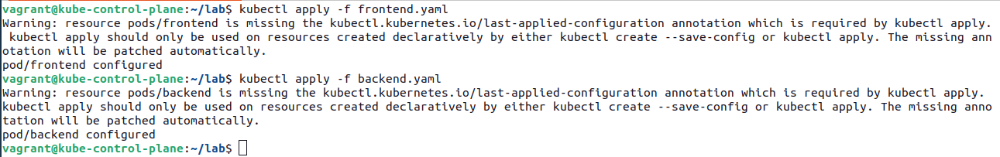 vagrant@kube-control-plane:~/lab$ kubectl apply -f frontend.yaml
Warning: resource pods/frontend is missing the kubectl.kubernetes.io/last-applied-configuration annotation which is required by kubectl apply.
 kubectl apply should only be used on resources created declaratively by either kubectl create --save-config or kubectl apply. The missing ann
otation will be patched automatically.
pod/frontend configured
vagrant@kube-control-plane:~/lab$ kubectl apply -f backend.yaml
Warning: resource pods/backend is missing the kubectl.kubernetes.io/last-applied-configuration annotation which is required by kubectl apply.
kubectl apply should only be used on resources created declaratively by either kubectl create --save-config or kubectl apply. The missing anno
tation will be patched automatically.
pod/backend configured
vagrant@kube-control-plane:~/lab$